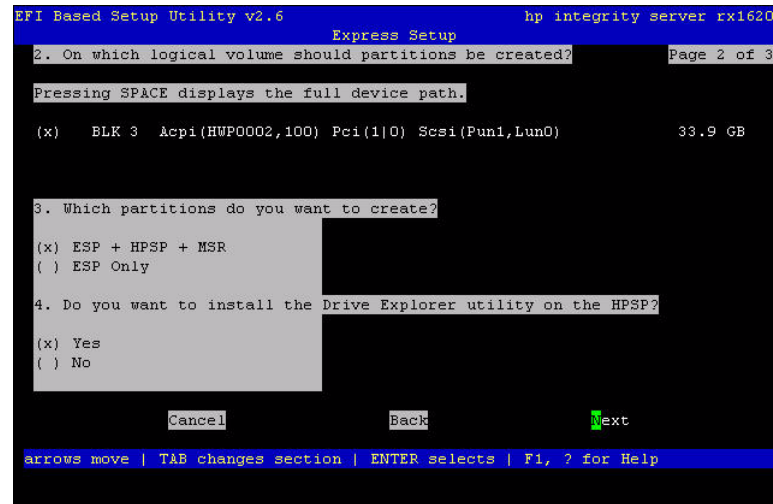 EFI Based Setup Utility v2.6 hp integrity server rx1620
Express Setup
2. On which logical volume should partitions be created? Page 2 of 3
Pressing SPACE displays the full device path.
(x) BLK 3 Acpi(HWP0002,100) Pci(1|0) Scsi(Pun1,Lun0) 33.9 GB
3. Which partitions do you want to create?
(x) ESP + HPSP + MSR
( ) ESP Only
4. Do you want to install the Drive Explorer utility on the HPSP?
(x) Yes
( ) No
Cancel Back Next
arrows move | TAB changes section | ENTER selects | F1, ? for Help